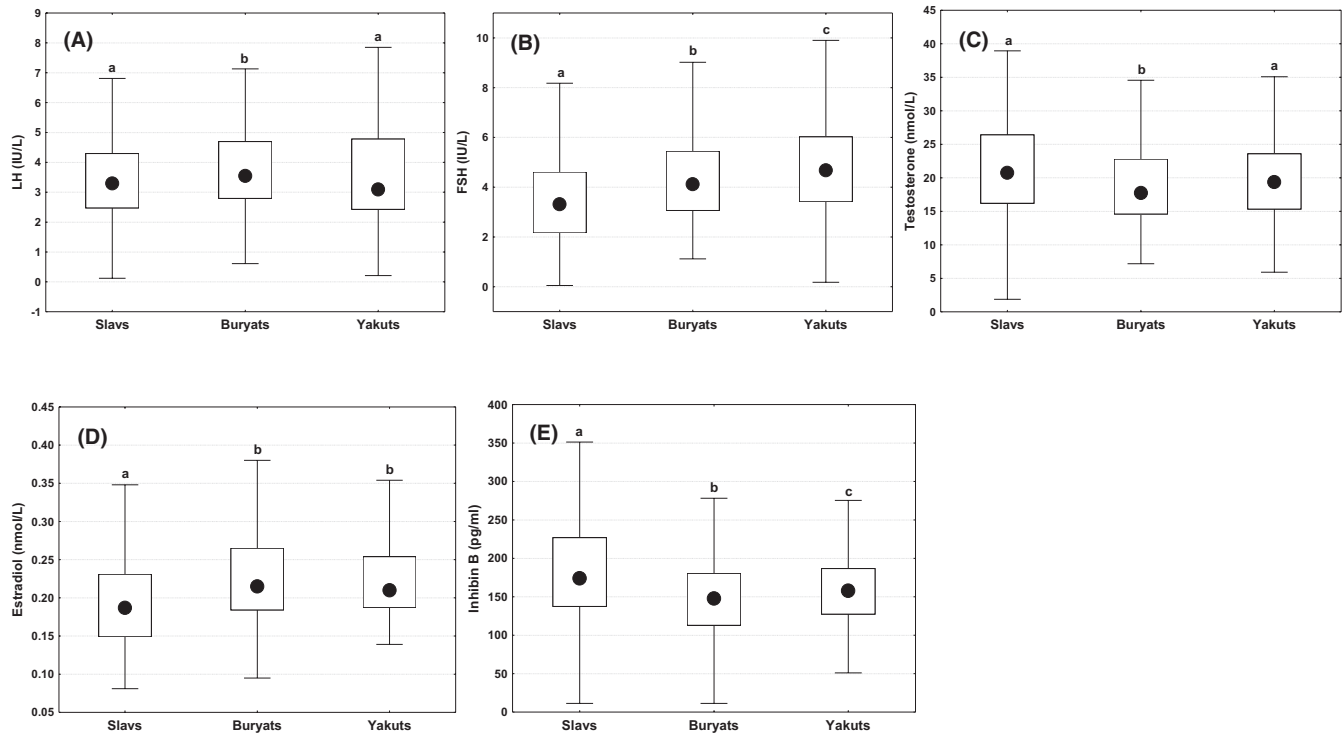 (A)
LH (IU/L)
9
8
7
6
5
4
3
2
1
0
-1
a
b
a
Slavs
Buryats
Yakuts
(B)
FSH (IU/L)
10
8
6
4
2
0
a
b
c
Slavs
Buryats
Yakuts
(C)
Testosterone (nmol/L)
45
40
35
30
25
20
15
10
5
0
a
b
a
Slavs
Buryats
Yakuts
(D)
Estradiol (nmol/L)
0.45
0.40
0.35
0.30
0.25
0.20
0.15
0.10
0.05
a
b
b
Slavs
Buryats
Yakuts
(E)
Inhibin B (pg/ml)
400
350
300
250
200
150
100
50
0
a
b
c
Slavs
Buryats
Yakuts